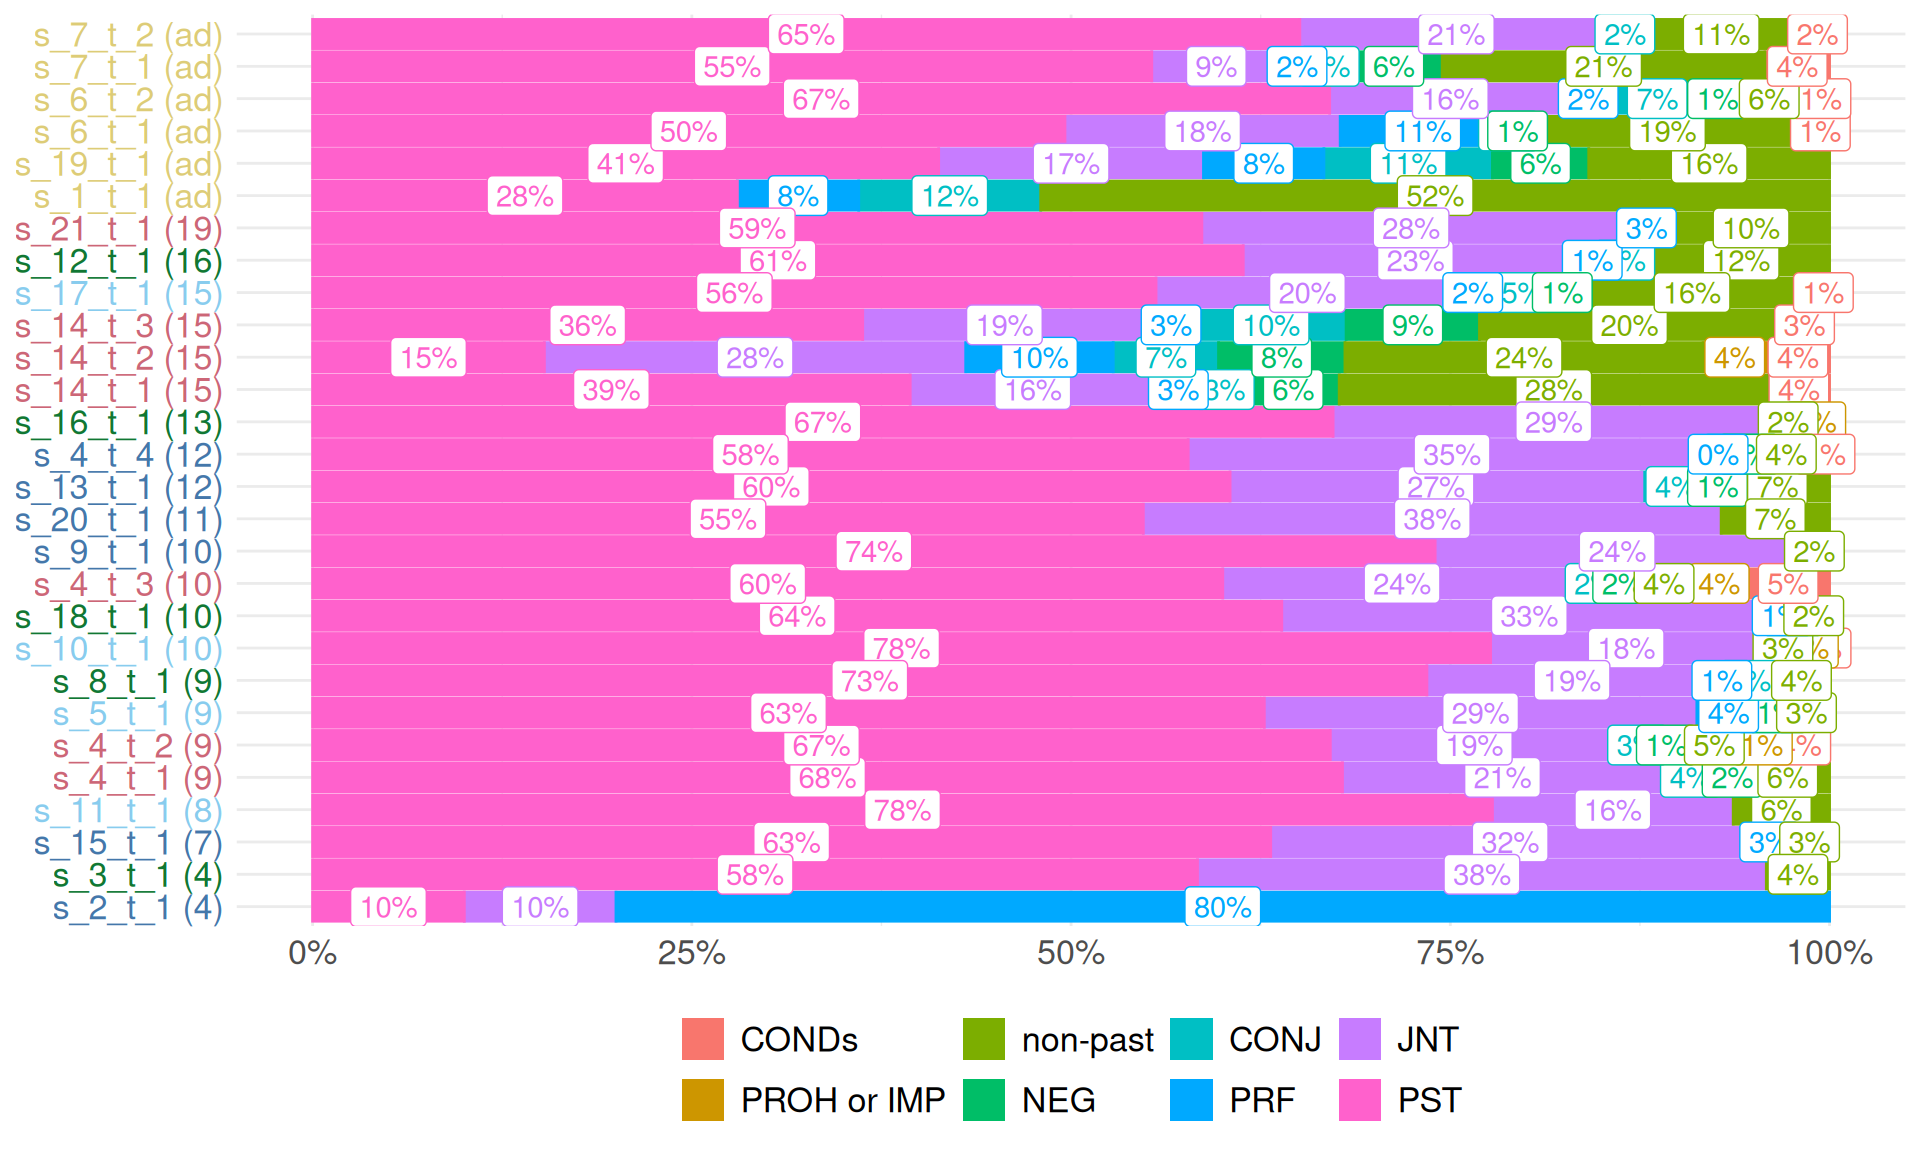 s_7_t_2 (ad) 65% 21% 2% 11% 2%
s_7_t_1 (ad) 55% 9% 2% % 6% 21% 4%
s_6_t_2 (ad) 67% 16% 2% 7% 1% 6% 1%
s_6_t_1 (ad) 50% 18% 11% 1% 19% 1%
s_19_t_1 (ad) 41% 17% 8% 11% 6% 16%
s_1_t_1 (ad) 28% 8% 12% 52%
s_21_t_1 (19) 59% 28% 3% 10%
s_12_t_1 (16) 61% 23% 1% % 12%
s_17_t_1 (15) 56% 20% 2% 5% 1% 16% 1%
s_14_t_3 (15) 36% 19% 3% 10% 9% 20% 3%
s_14_t_2 (15) 15% 28% 10% 7% 8% 24% 4% 4%
s_14_t_1 (15) 39% 16% 3% 3% 6% 28% 4%
s_16_t_1 (13) 67% 29% 2% %
s_4_t_4 (12) 58% 35% 0% 4% %
s_13_t_1 (12) 60% 27% 4% 1% 7%
s_20_t_1 (11) 55% 38% 7%
s_9_t_1 (10) 74% 24% 2%
s_4_t_3 (10) 60% 24% 2% 2% 4% 4% 5%
s_18_t_1 (10) 64% 33% 1% 2%
s_10_t_1 (10) 78% 18% 3% %
s_8_t_1 (9) 73% 19% 1% % 4%
s_5_t_1 (9) 63% 29% 4% 1% 3%
s_4_t_2 (9) 67% 19% 3% 1% 5% 1% %
s_4_t_1 (9) 68% 21% 4% 2% 6%
s_11_t_1 (8) 78% 16% 6%
s_15_t_1 (7) 63% 32% 3% 3%
s_3_t_1 (4) 58% 38% 4%
s_2_t_1 (4) 10% 10% 80%
0% 25% 50% 75% 100%
CONDs non-past CONJ JNT
PROH or IMP NEG PRF PST